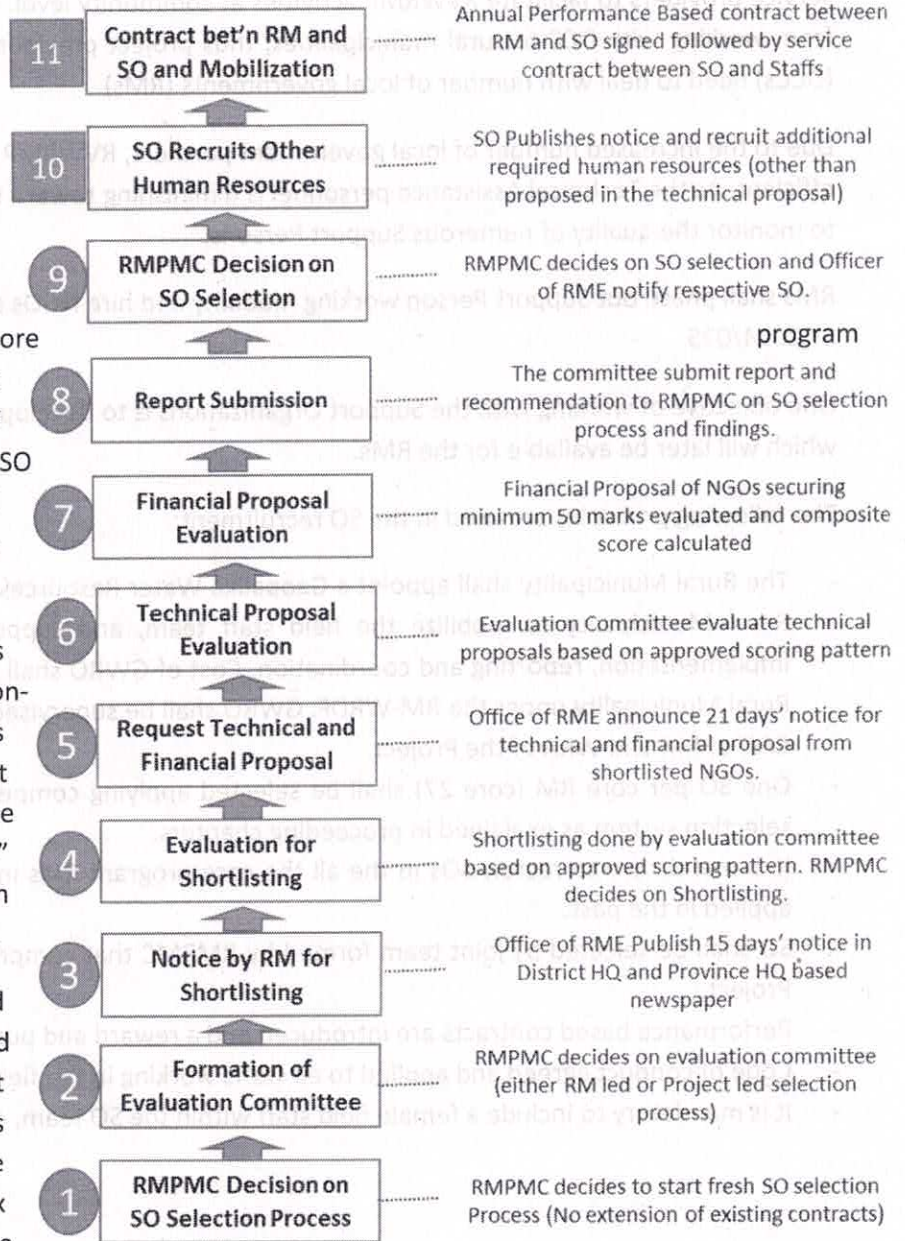 11
Contract bet'n RM and
SO and Mobilization
Annual Performance Based contract between
RM and SO signed followed by service
contract between SO and Staffs
10
SO Recruits Other
Human Resources
SO Publishes notice and recruit additional
required human resources (other than
proposed in the technical proposal)
9
RMPMC Decision on
SO Selection
RMPMC decides on SO selection and Officer
of RME notify respective SO.
ore
program
8
Report Submission
The committee submit report and
recommendation to RMPMC on SO selection
process and findings.
SO
7
Financial Proposal
Evaluation
Financial Proposal of NGOs securing
minimum 50 marks evaluated and composite
score calculated
6
Technical Proposal
Evaluation
Evaluation Committee evaluate technical
proposals based on approved scoring pattern
s
on-
s
t
e
"
n
5
Request Technical and
Financial Proposal
Office of RME announce 21 days' notice for
technical and financial proposal from
shortlisted NGOs.
4
Evaluation for
Shortlisting
Shortlisting done by evaluation committee
based on approved scoring pattern. RMPMC
decides on Shortlisting.
3
Notice by RM for
Shortlisting
Office of RME Publish 15 days' notice in
District HQ and Province HQ based
newspaper
d
d
t
s
e
x
2
Formation of
Evaluation Committee
RMPMC decides on evaluation committee
(either RM led or Project led selection
process)
1
RMPMC Decision on
SO Selection Process
RMPMC decides to start fresh SO selection
Process (No extension of existing contracts)